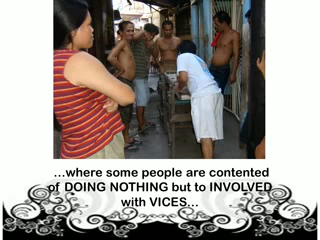 ...where some people are contented
of DOING NOTHING but to INVOLVED
with VICES...